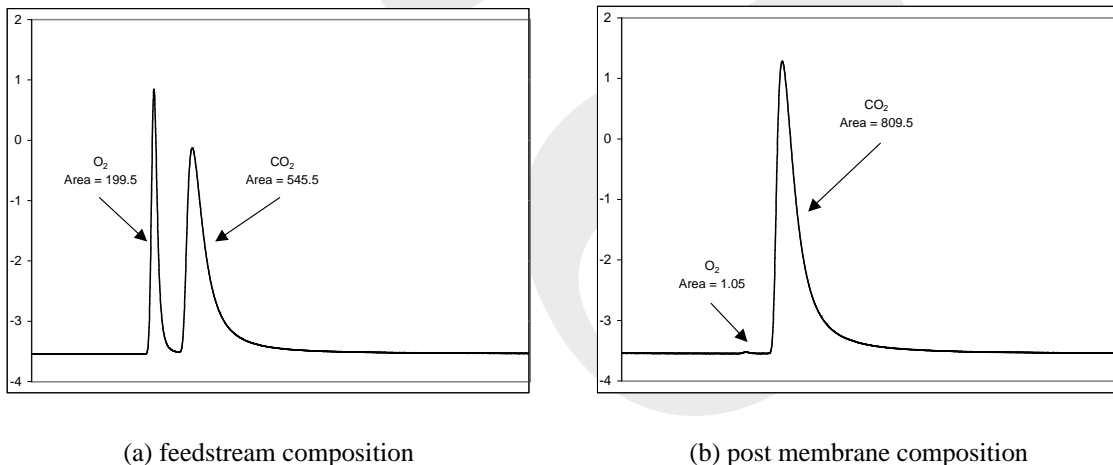 2
1
0
-1
-2
-3
-4
O2
Area = 199.5
CO2
Area = 545.5
(a) feedstream composition
2
1
0
-1
-2
-3
-4
CO2
Area = 809.5
O2
Area = 1.05
(b) post membrane composition